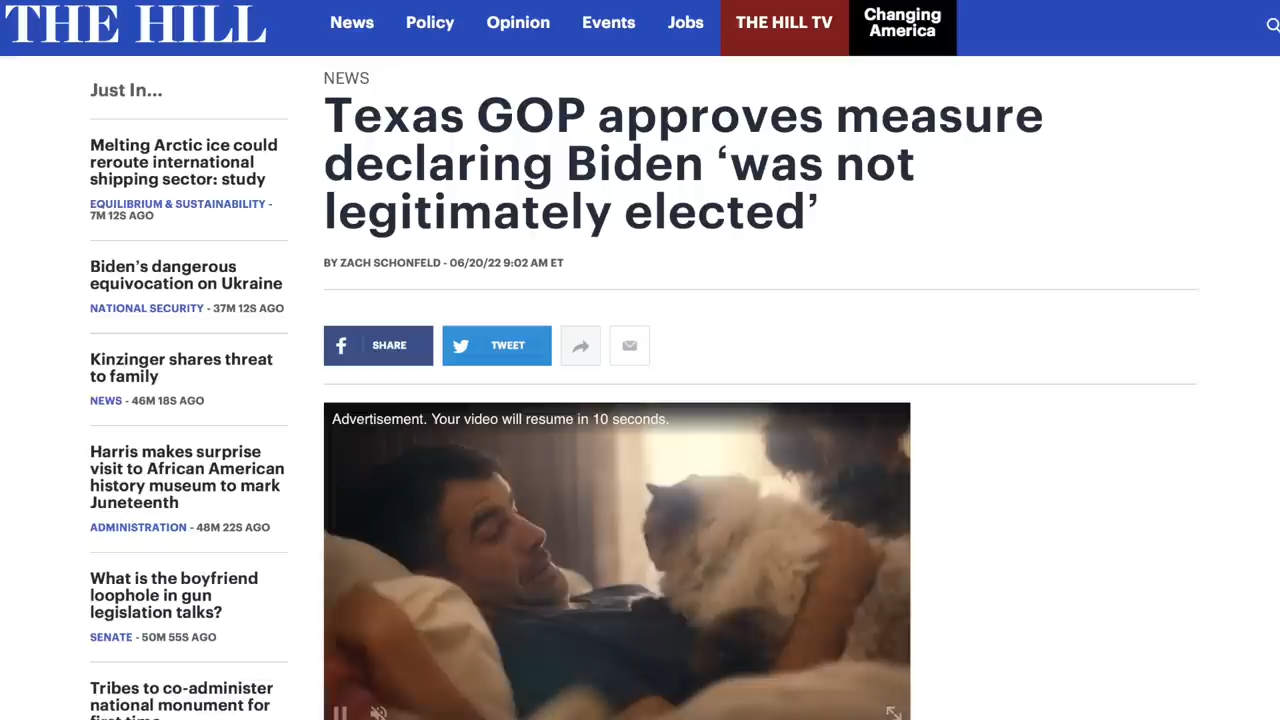 THE HILL
News
Policy
Opinion
Events
Jobs
THE HILL TV
Changing
America
Just In...
Melting Arctic ice could
reroute international
shipping sector: study
EQUILIBRIUM & SUSTAINABILITY -
7M 12S AGO
Biden’s dangerous
equivocation on Ukraine
NATIONAL SECURITY - 37M 12S AGO
Kinzinger shares threat
to family
NEWS - 46M 18S AGO
Harris makes surprise
visit to African American
history museum to mark
Juneteenth
ADMINISTRATION - 48M 22S AGO
What is the boyfriend
loophole in gun
legislation talks?
SENATE - 50M 55S AGO
Tribes to co-administer
national monument for
first time
NEWS
Texas GOP approves measure
declaring Biden ‘was not
legitimately elected’
BY ZACH SCHONFELD - 06/20/22 9:02 AM ET
SHARE
TWEET
Advertisement. Your video will resume in 10 seconds.